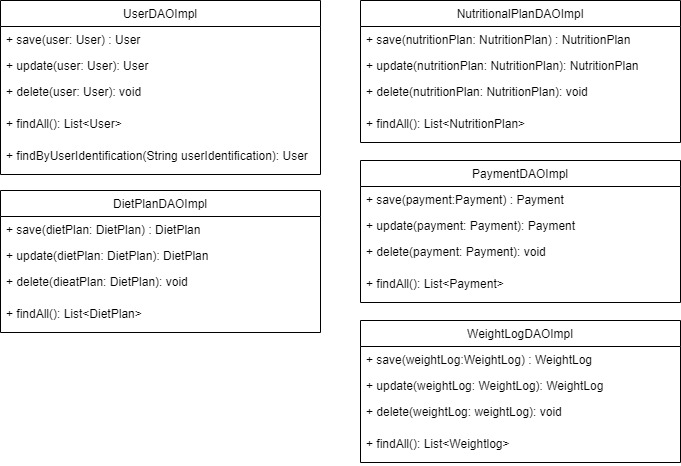 UserDAOImpl
+ save(user: User) : User
+ update(user: User): User
+ delete(user: User): void
+ findAll(): List<User>
+ findByUserIdentification(String userIdentification): User
DietPlanDAOImpl
+ save(dietPlan: DietPlan) : DietPlan
+ update(dietPlan: DietPlan): DietPlan
+ delete(dieatPlan: DietPlan): void
+ findAll(): List<DietPlan>
NutritionalPlanDAOImpl
+ save(nutritionPlan: NutritionPlan) : NutritionPlan
+ update(nutritionPlan: NutritionPlan): NutritionPlan
+ delete(nutritionPlan: NutritionPlan): void
+ findAll(): List<NutritionPlan>
PaymentDAOImpl
+ save(payment:Payment) : Payment
+ update(payment: Payment): Payment
+ delete(payment: Payment): void
+ findAll(): List<Payment>
WeightLogDAOImpl
+ save(weightLog:WeightLog) : WeightLog
+ update(weightLog: WeightLog): WeightLog
+ delete(weightLog: weightLog): void
+ findAll(): List<Weightlog>